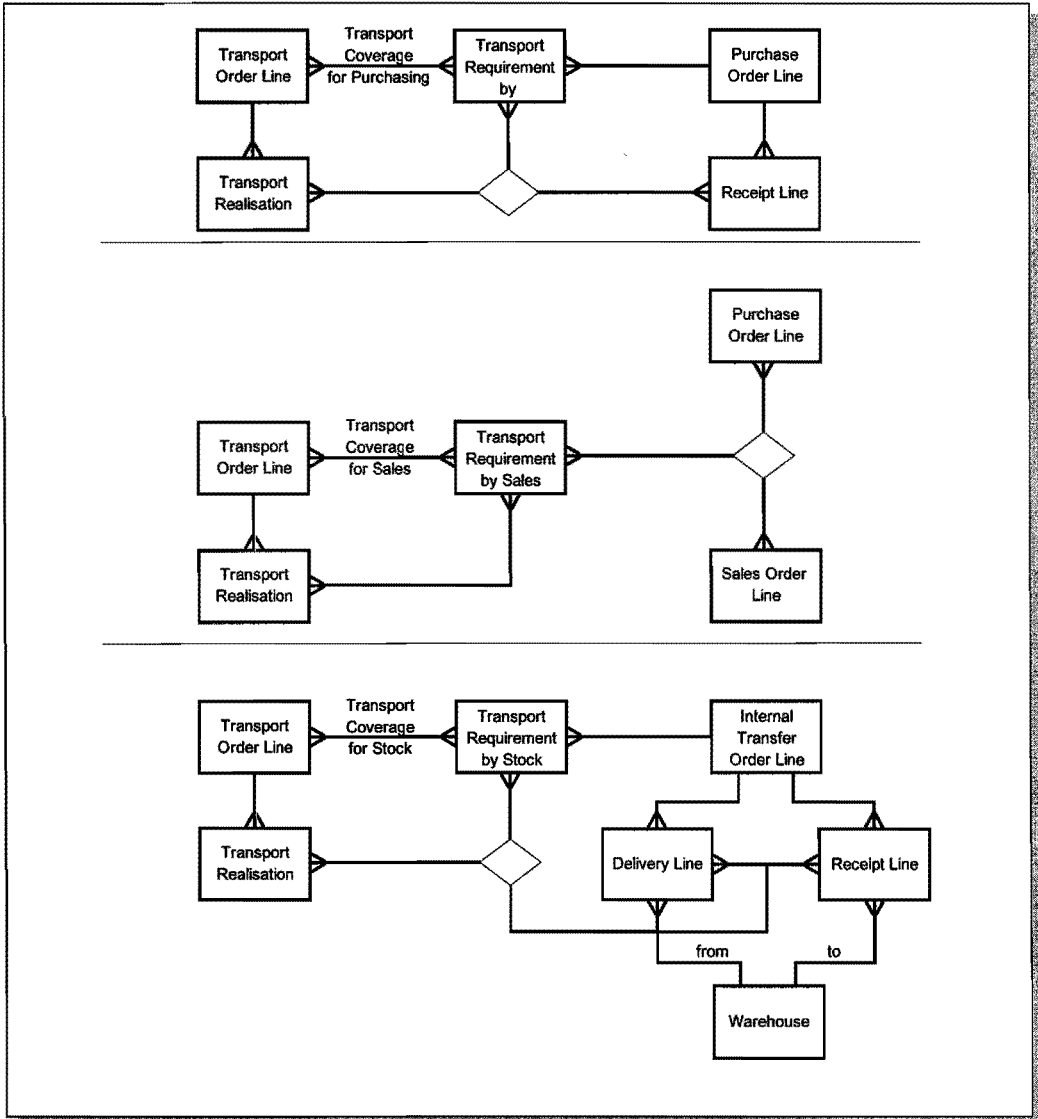 Transport
Order Line
Transport
Coverage
for Purchasing
Transport
Requirement
by
Purchase
Order Line
Transport
Realisation
Receipt Line
Purchase
Order Line
Transport
Order Line
Transport
Coverage
for Sales
Transport
Requirement
by Sales
Transport
Realisation
Sales Order
Line
Transport
Order Line
Transport
Coverage
for Stock
Transport
Requirement
by Stock
Internal
Transfer
Order Line
Transport
Realisation
Delivery Line
Receipt Line
from
to
Warehouse